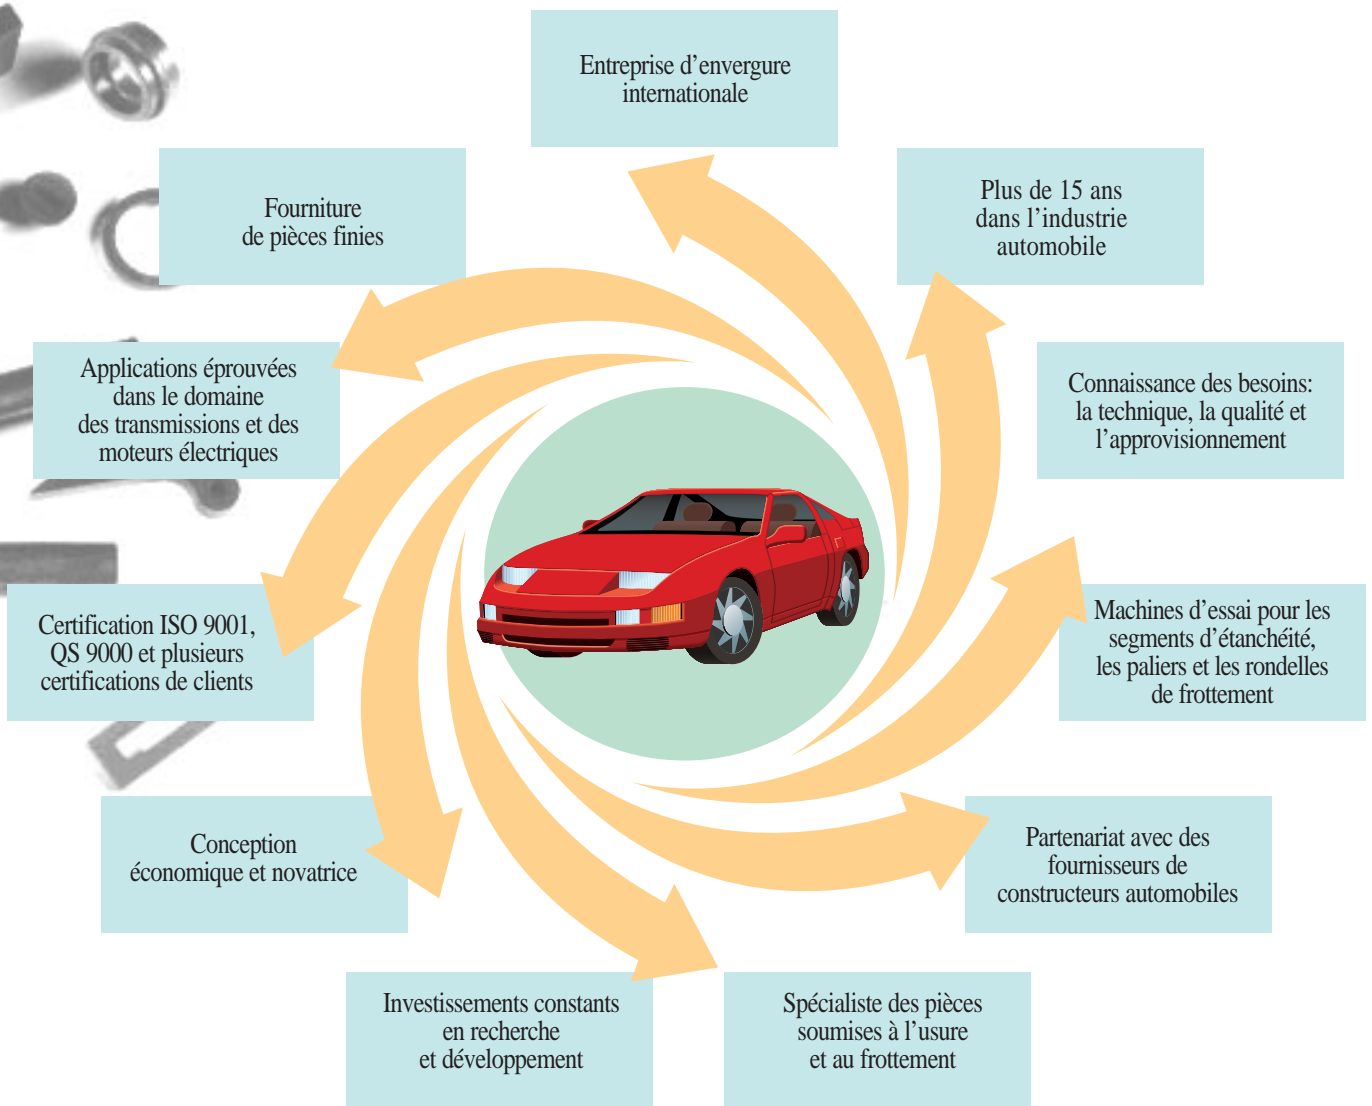 Entreprise d’envergure
internationale
Plus de 15 ans
dans l’industrie
automobile
Connaissance des besoins:
la technique, la qualité et
l’approvisionnement
Machines d’essai pour les
segments d’étanchéité,
les paliers et les rondelles
de frottement
Partenariat avec des
fournisseurs de
constructeurs automobiles
Spécialiste des pièces
soumises à l’usure
et au frottement
Investissements constants
en recherche
et développement
Conception
économique et novatrice
Certification ISO 9001,
QS 9000 et plusieurs
certifications de clients
Applications éprouvées
dans le domaine
des transmissions et des
moteurs électriques
Fourniture
de pièces finies